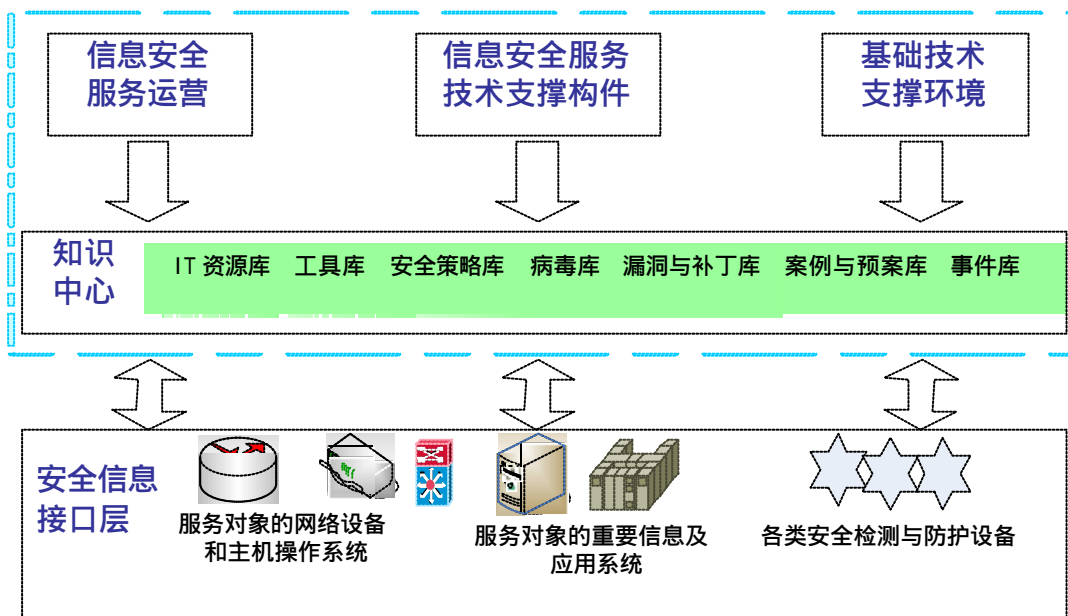 信息安全
服务运营
信息安全服务
技术支撑构件
基础技术
支撑环境
知识
中心
IT 资源库 工具库 安全策略库 病毒库 漏洞与补丁库 案例与预案库 事件库
安全信息
接口层
服务对象的网络设备
和主机操作系统
服务对象的重要信息及
应用系统
各类安全检测与防护设备